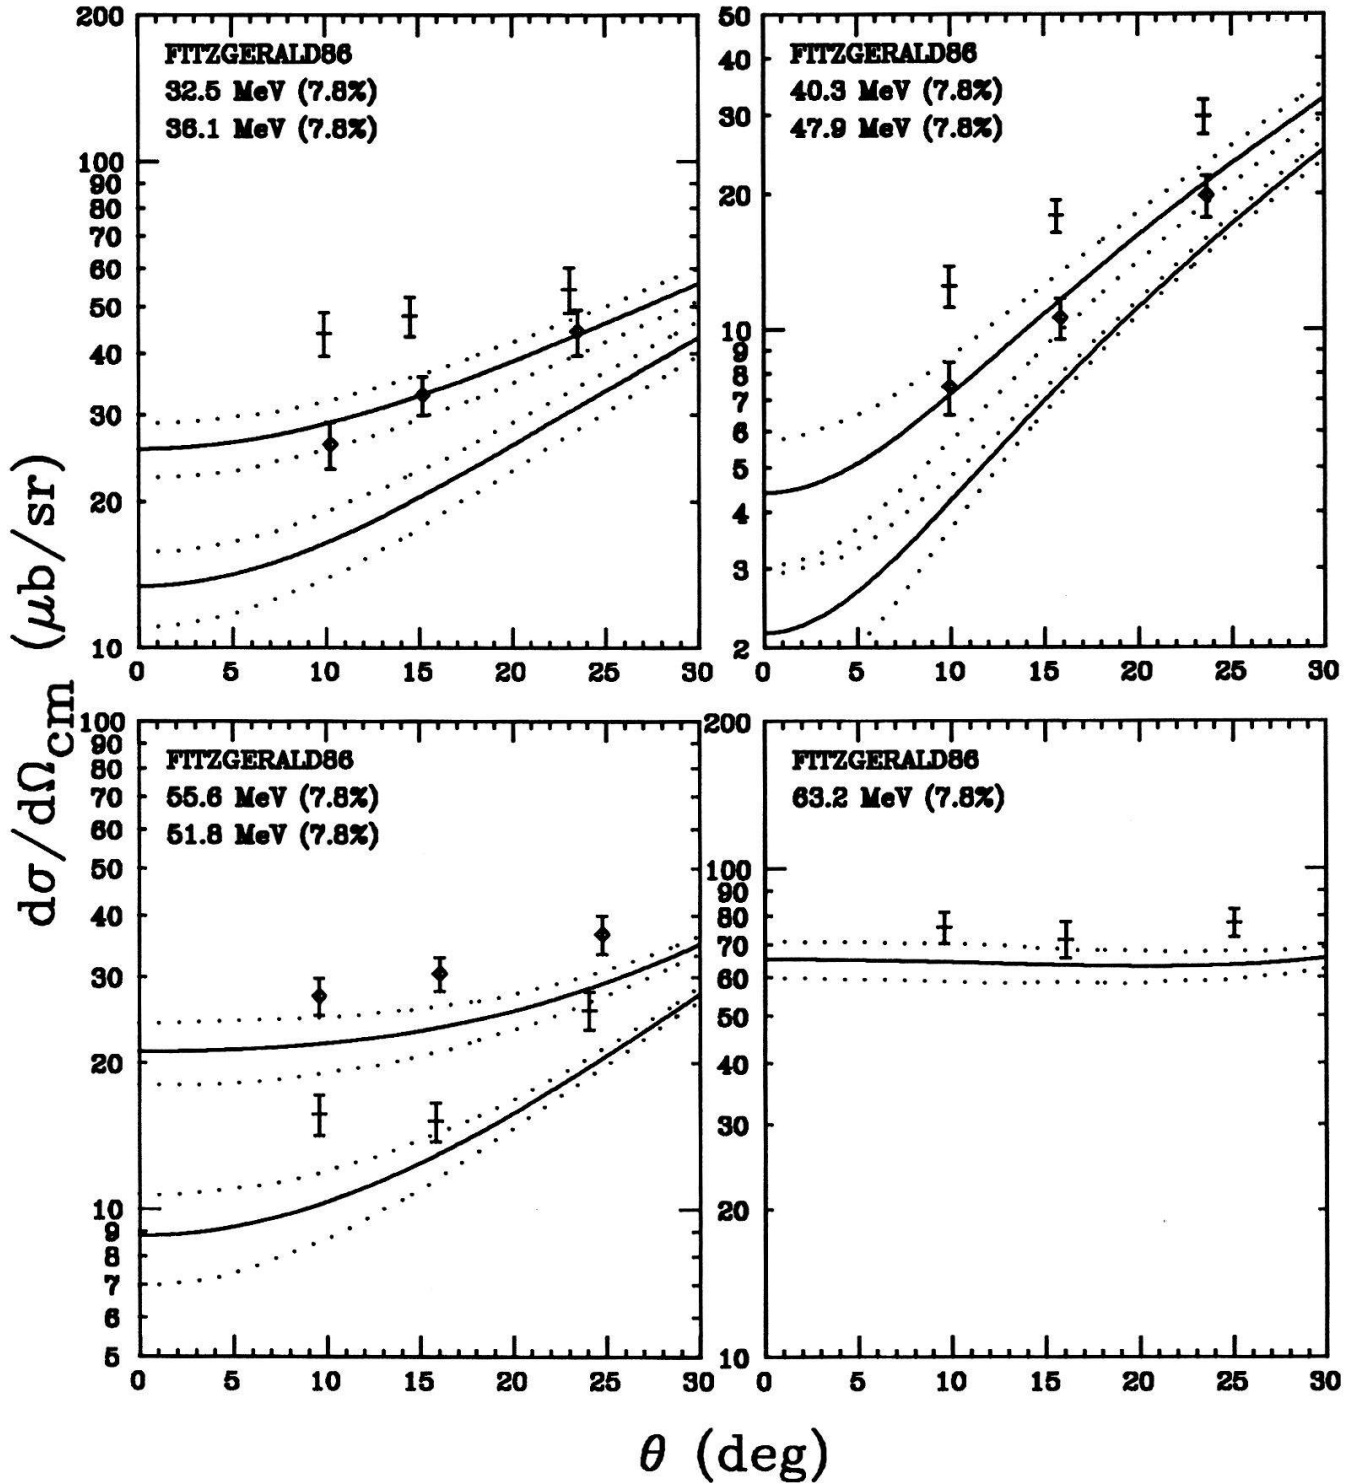 dσ/dΩcm (μb/sr)
200
100
90
80
70
60
50
40
30
20
10
0 5 10 15 20 25 30
FITZGERALD86
32.5 MeV (7.8%)
36.1 MeV (7.8%)
50
40
30
20
10
9
8
7
6
5
4
3
2
0 5 10 15 20 25 30
FITZGERALD86
40.3 MeV (7.8%)
47.9 MeV (7.8%)
100
90
80
70
60
50
40
30
20
10
9
8
7
6
5
0 5 10 15 20 25 30
FITZGERALD86
55.6 MeV (7.8%)
51.8 MeV (7.8%)
200
100
90
80
70
60
50
40
30
20
10
0 5 10 15 20 25 30
FITZGERALD86
63.2 MeV (7.8%)
θ (deg)